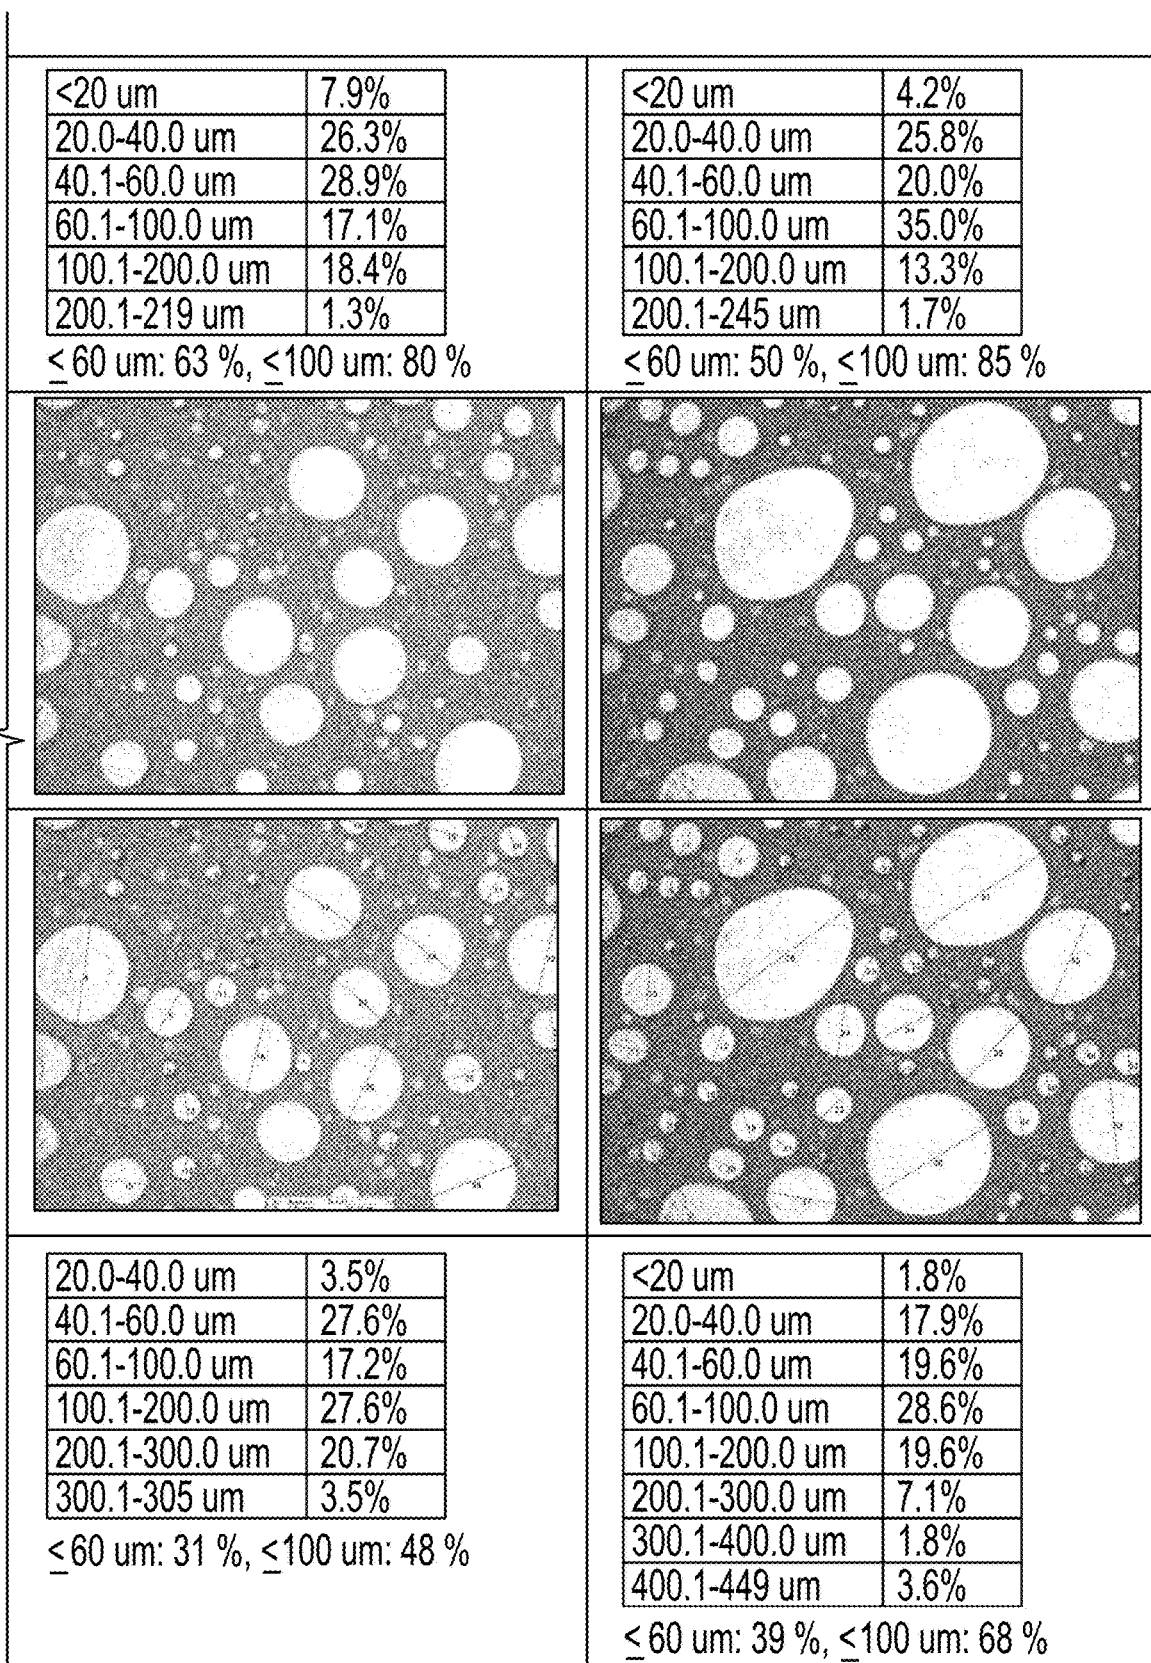 <20 um 7.9%
20.0-40.0 um 26.3%
40.1-60.0 um 28.9%
60.1-100.0 um 17.1%
100.1-200.0 um 18.4%
200.1-219 um 1.3%
≤60 um: 63 %, ≤100 um: 80 %
<20 um 4.2%
20.0-40.0 um 25.8%
40.1-60.0 um 20.0%
60.1-100.0 um 35.0%
100.1-200.0 um 13.3%
200.1-245 um 1.7%
≤60 um: 50 %, ≤100 um: 85 %
20.0-40.0 um 3.5%
40.1-60.0 um 27.6%
60.1-100.0 um 17.2%
100.1-200.0 um 27.6%
200.1-300.0 um 20.7%
300.1-305 um 3.5%
≤60 um: 31 %, ≤100 um: 48 %
<20 um 1.8%
20.0-40.0 um 17.9%
40.1-60.0 um 19.6%
60.1-100.0 um 28.6%
100.1-200.0 um 19.6%
200.1-300.0 um 7.1%
300.1-400.0 um 1.8%
400.1-449 um 3.6%
≤60 um: 39 %, ≤100 um: 68 %